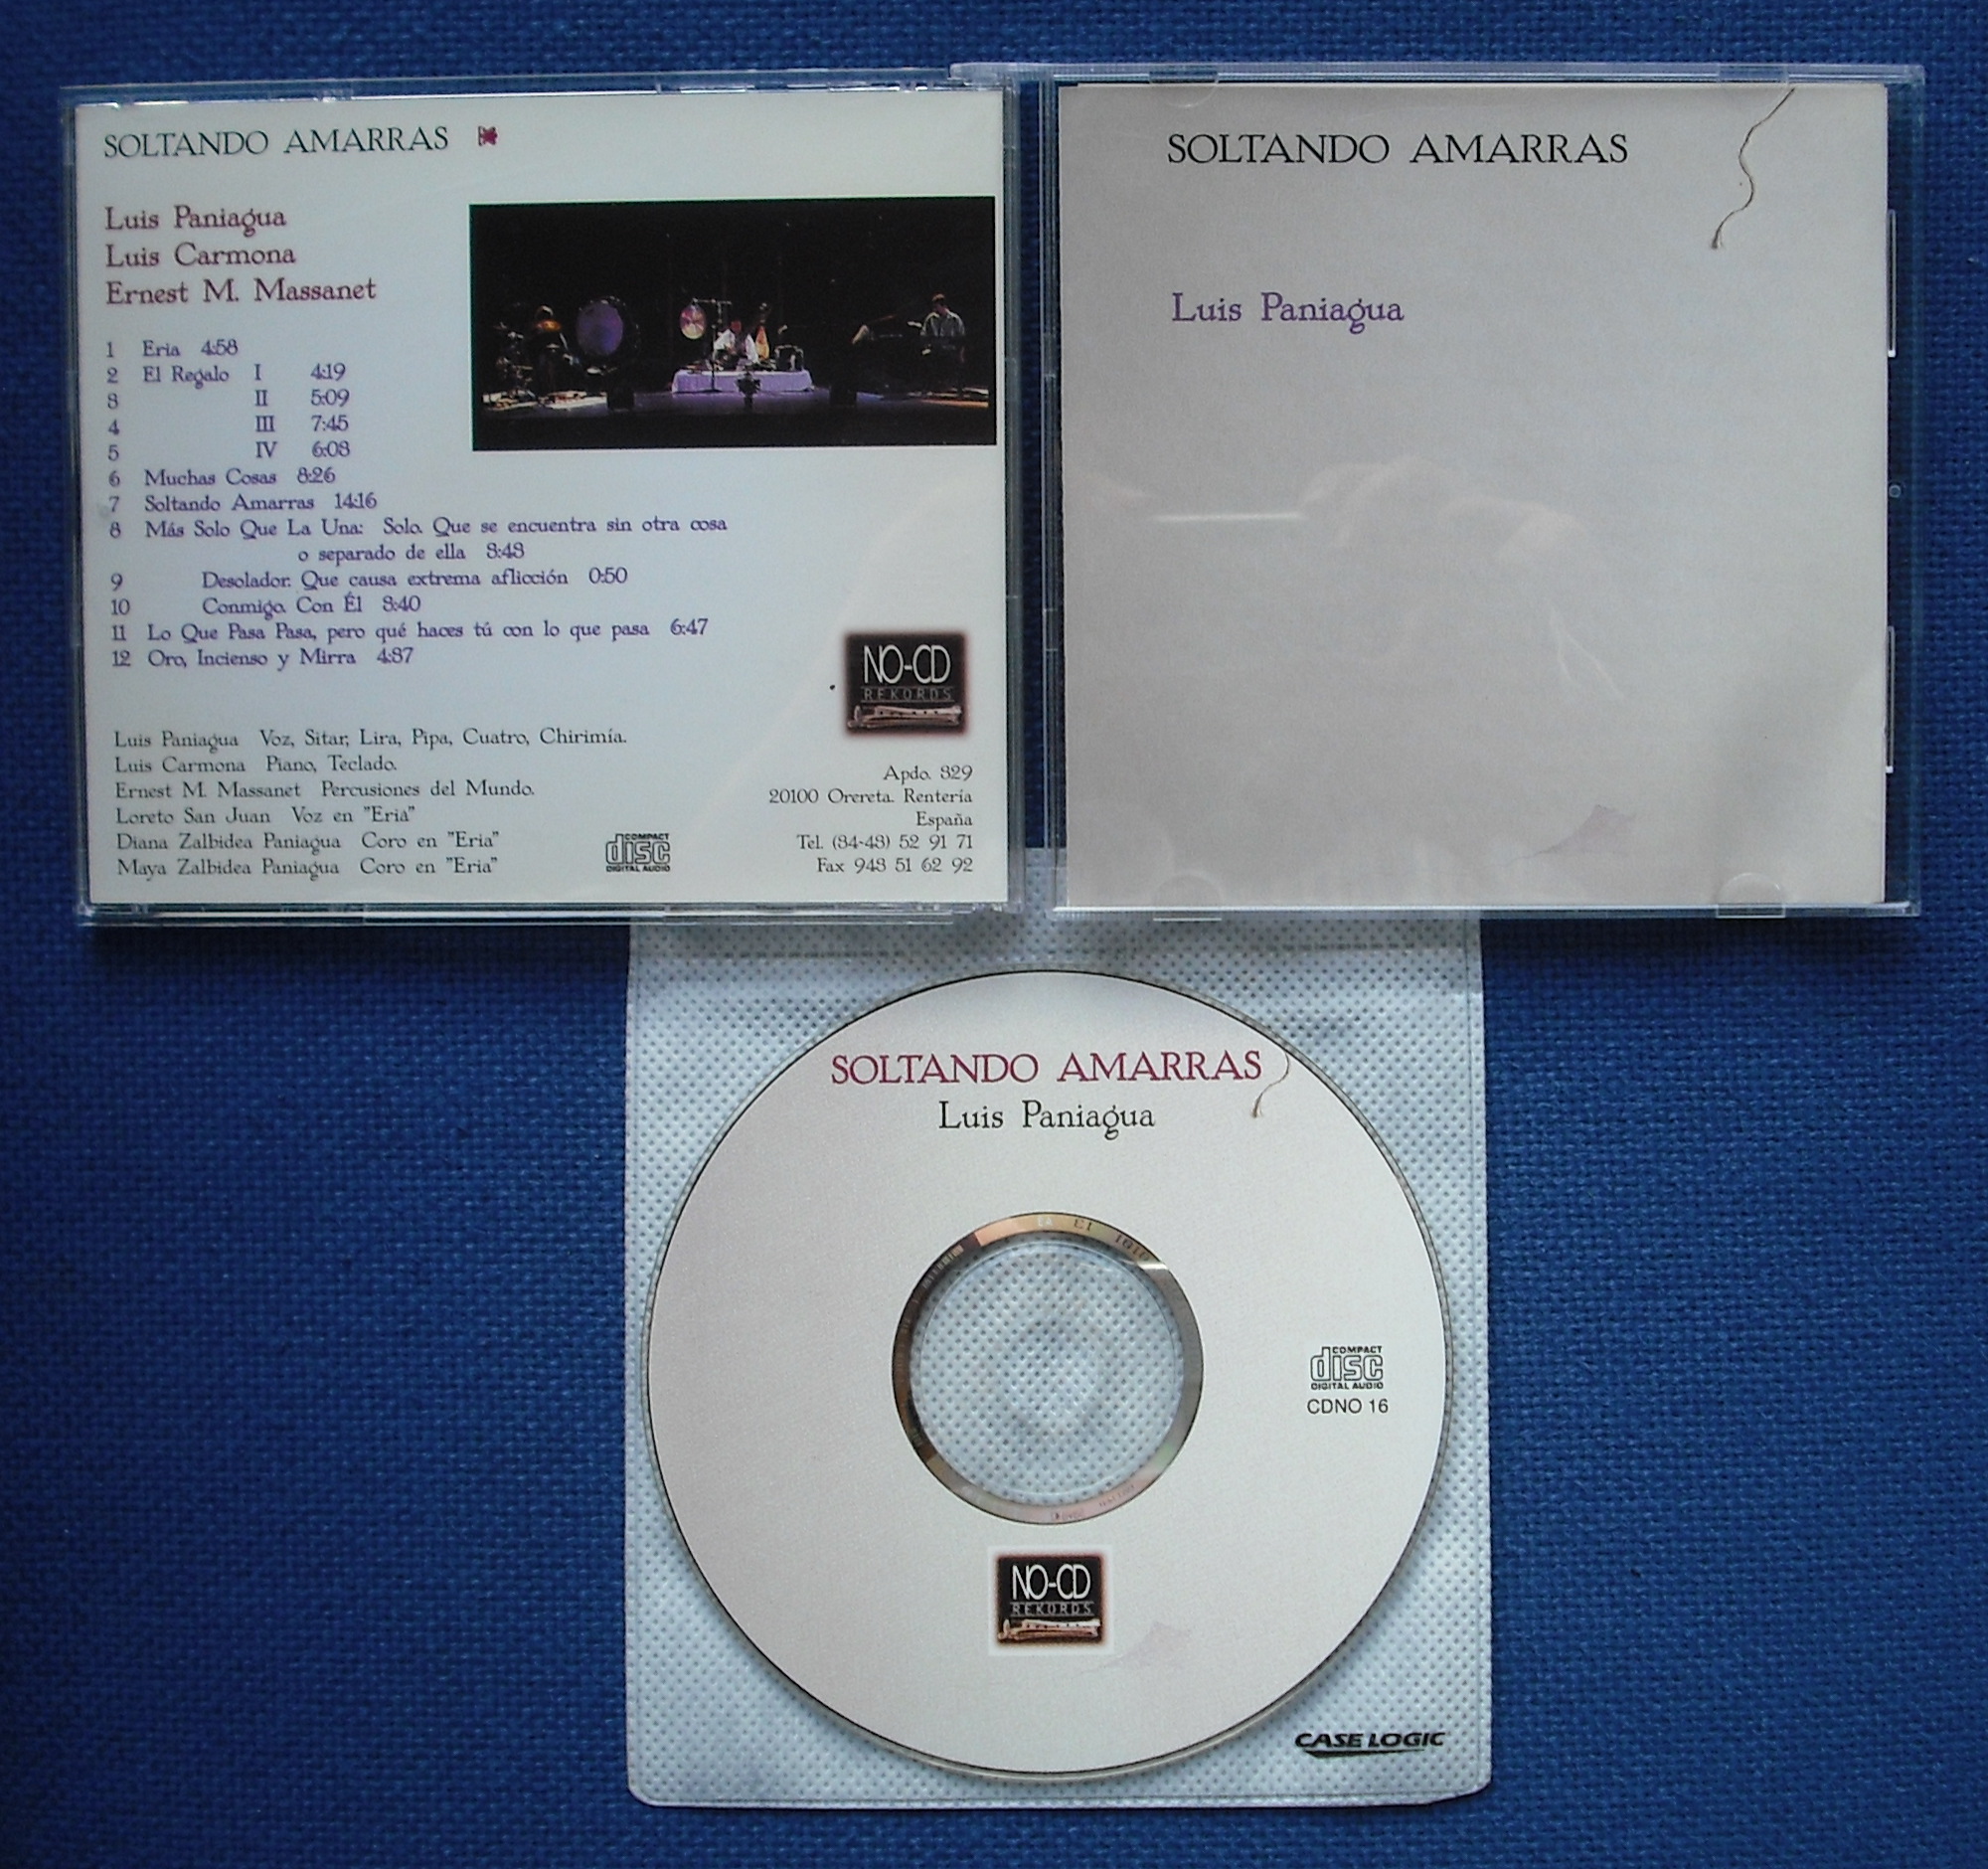 SOLTANDO AMARRAS
Luis Paniagua
Luis Carmona
Ernest M. Massanet
1 Eria 4:58
2 El Regalo I 4:19
3 II 5:09
4 III 7:45
5 IV 6:08
6 Muchas Cosas 8:26
7 Soltando Amarras 14:16
8 Más Solo Que La Una: Solo. Que se encuentra sin otra cosa
o separado de ella 3:43
9 Desolador: Que causa extrema aflicción 0:50
10 Conmigo. Con Él 3:40
11 Lo Que Pasa Pasa, pero qué haces tú con lo que pasa 6:47
12 Oro, Incienso y Mirra 4:37
NO-CD
REKORDS
Luis Paniagua Voz, Sitar, Lira, Pipa, Cuatro, Chirimía.
Luis Carmona Piano, Teclado.
Ernest M. Massanet Percusiones del Mundo.
Loreto San Juan Voz en "Eria"
Diana Zalbidea Paniagua Coro en "Eria"
Maya Zalbidea Paniagua Coro en "Eria"
COMPACT
disc
DIGITAL AUDIO
Apdo. 329
20100 Orereta. Rentería
España
Tel. (34-43) 52 91 71
Fax 943 51 62 92
SOLTANDO AMARRAS
Luis Paniagua
SOLTANDO AMARRAS
Luis Paniagua
COMPACT
disc
DIGITAL AUDIO
CDNO 16
NO-CD
REKORDS
CASE LOGIC